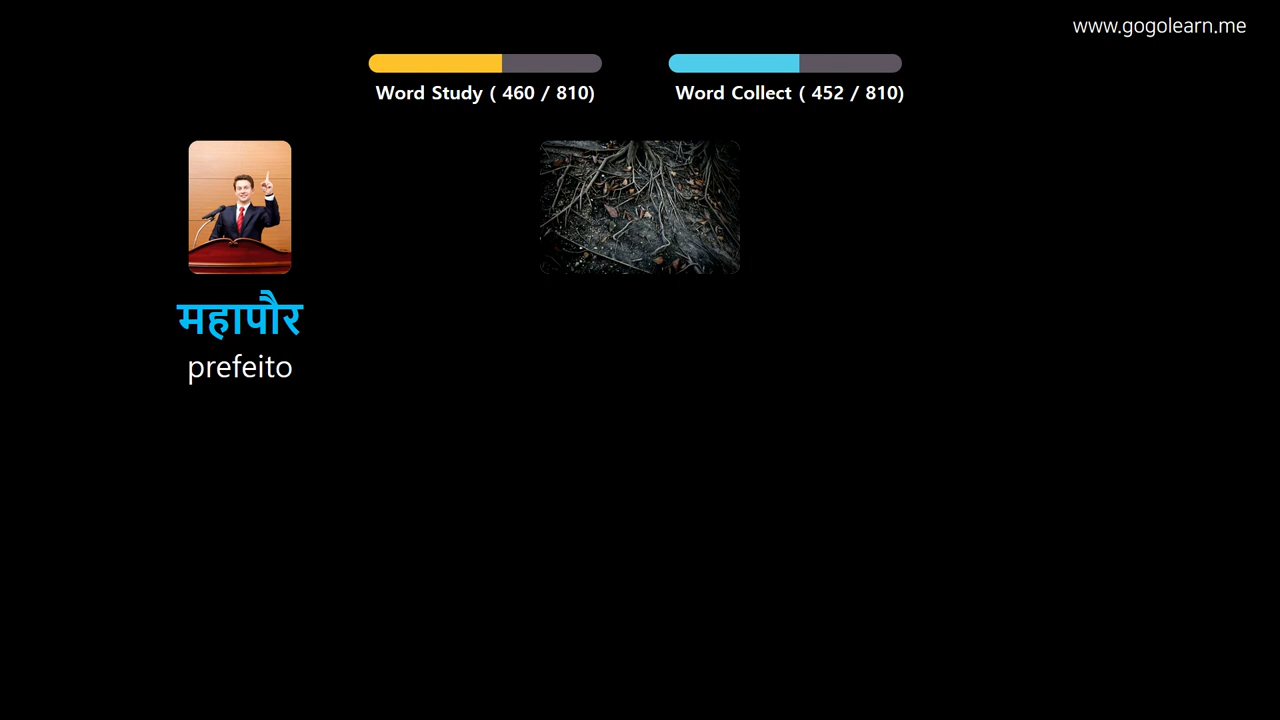 www.gogolearn.me
Word Study ( 460 / 810)
Word Collect ( 452 / 810)
महापौर
prefeito